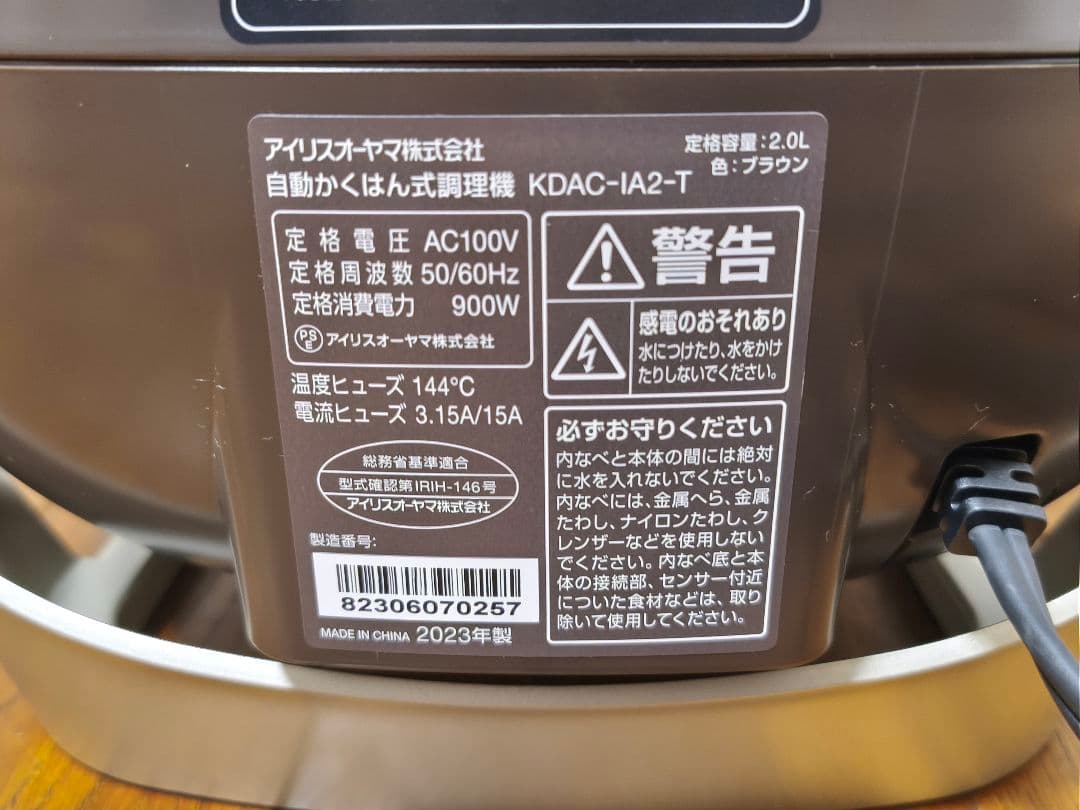 アイリスオーヤマ株式会社
定格容量：2.0L
色：ブラウン
自動かくはん式調理機 KDAC-IA2-T
定格電圧 AC100V
定格周波数 50/60Hz
定格消費電力 900W
PS
E アイリスオーヤマ株式会社
温度ヒューズ 144℃
電流ヒューズ 3.15A/15A
総務省基準適合
型式確認第IRIH-146号
アイリスオーヤマ株式会社
製造番号:
82306070257
MADE IN CHINA 2023年製
警告
感電のおそれあり
水につけたり、水をかけ
たりしないでください。
必ずお守りください
内なべと本体の間には絶対
に水を入れないでください。
内なべには、金属へら、金属
たわし、ナイロンたわし、ク
レンザーなどを使用しない
でください。内なべ底と本
体の接続部、センサー付近
についた食材などは、取り
除いて使用してください。